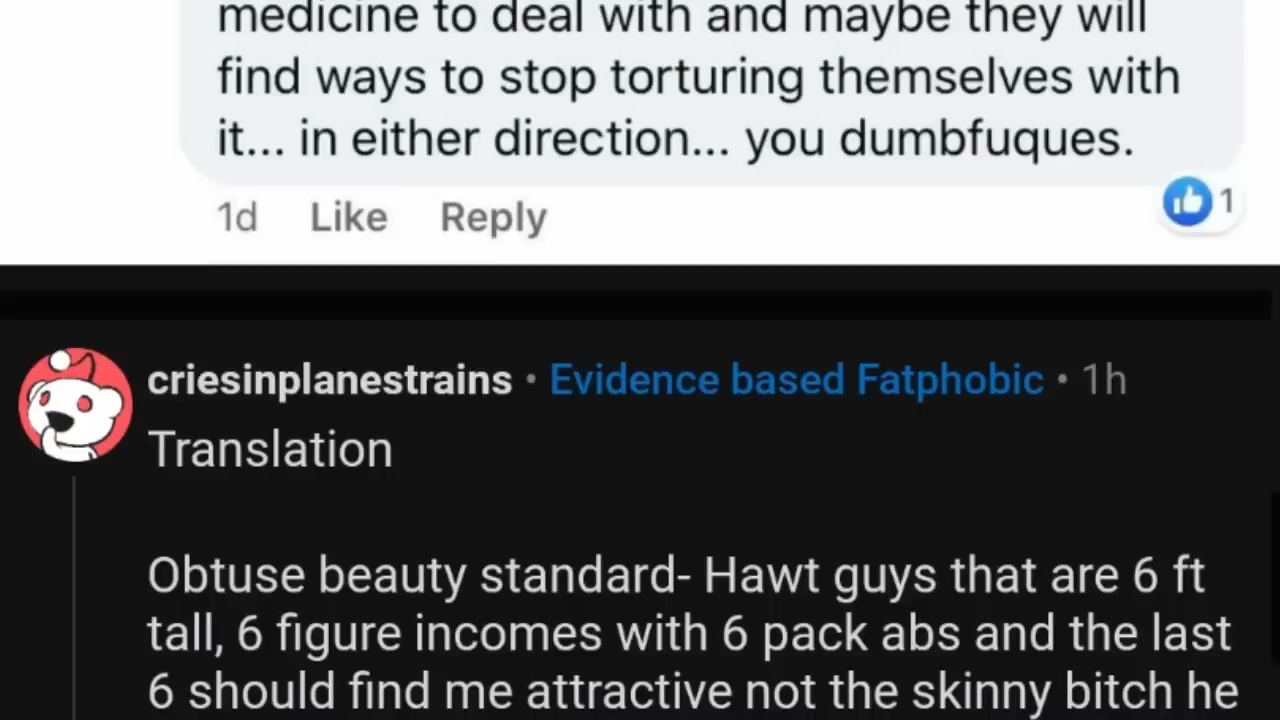 medicine to deal with and maybe they will
find ways to stop torturing themselves with
it... in either direction... you dumbfuques.
1d Like Reply 1
criesinplanestrains • Evidence based Fatphobic • 1h
Translation
Obtuse beauty standard- Hawt guys that are 6 ft
tall, 6 figure incomes with 6 pack abs and the last
6 should find me attractive not the skinny bitch he